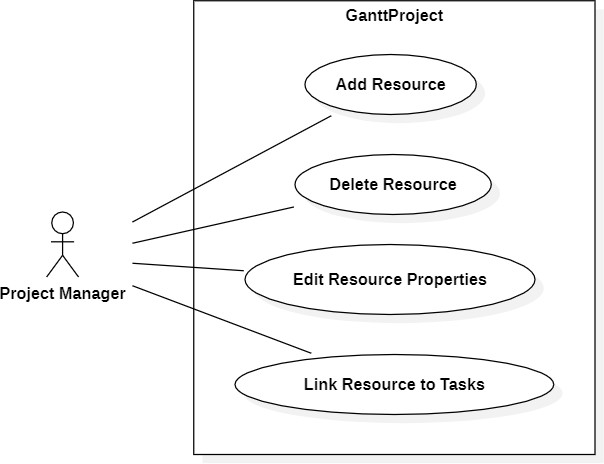 GanttProject
Add Resource
Delete Resource
Edit Resource Properties
Link Resource to Tasks
Project Manager